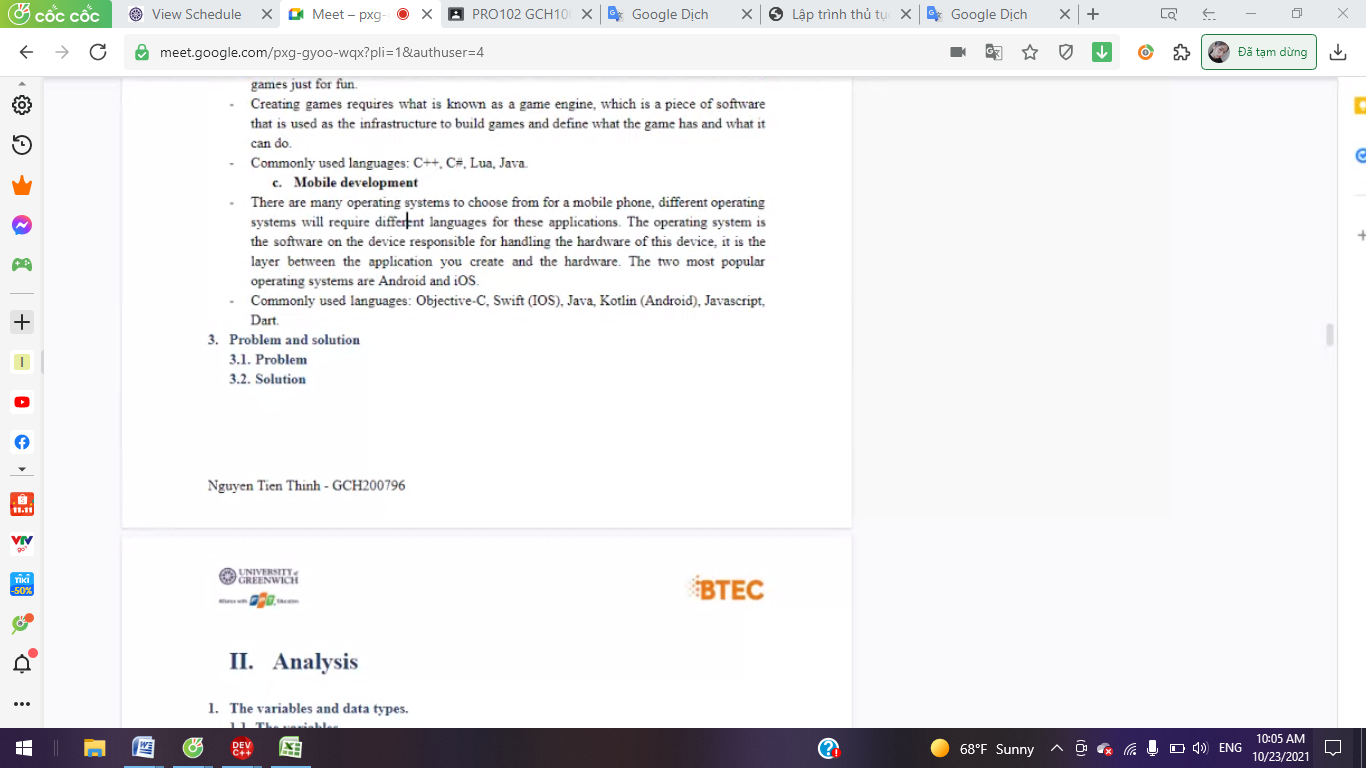 cốc cốc
View Schedule
Meet – pxg-
PRO102 GCH10
Google Dịch
Lập trình thủ tục
Google Dịch
meet.google.com/pxg-gyoo-wqx?pli=1&authuser=4
Đã tạm dừng
games just for fun.
- Creating games requires what is known as a game engine, which is a piece of software
that is used as the infrastructure to build games and define what the game has and what it
can do.
- Commonly used languages: C++, C#, Lua, Java.
c. Mobile development
- There are many operating systems to choose from for a mobile phone, different operating
systems will require different languages for these applications. The operating system is
the software on the device responsible for handling the hardware of this device, it is the
layer between the application you create and the hardware. The two most popular
operating systems are Android and iOS.
- Commonly used languages: Objective-C, Swift (IOS), Java, Kotlin (Android), Javascript,
Dart.
3. Problem and solution
3.1. Problem
3.2. Solution
Nguyen Tien Thinh - GCH200796
UNIVERSITY of
GREENWICH
Alliance with FPT Education
BTEC
II. Analysis
1. The variables and data types.
1.1. The variables
I
11.11
VTV
go
TIKI
-50%
DEV
C++
68°F Sunny
ENG
10:05 AM
10/23/2021